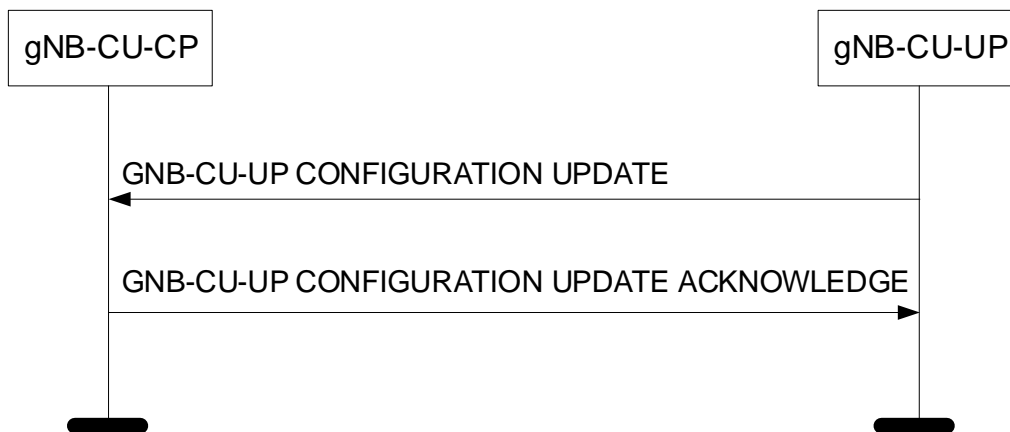 gNB-CU-CP
gNB-CU-UP
GNB-CU-UP CONFIGURATION UPDATE
GNB-CU-UP CONFIGURATION UPDATE ACKNOWLEDGE